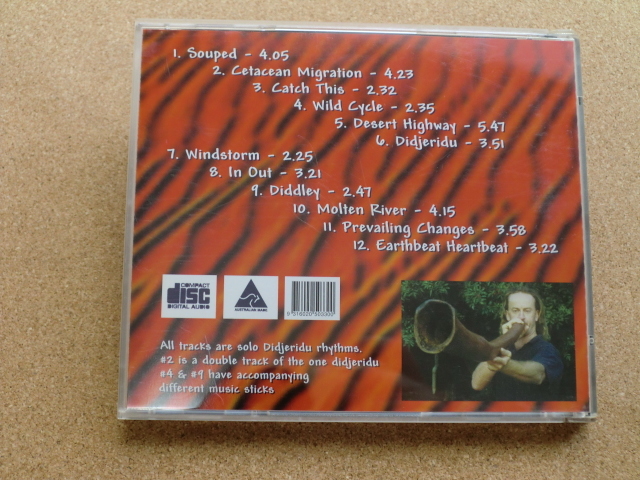 1. Souped - 4.05
2. Cetacean Migration - 4.23
3. Catch This - 2.32
4. Wild Cycle - 2.35
5. Desert Highway - 5.47
6. Didjeridu - 3.51
7. Windstorm - 2.25
8. In Out - 3.21
9. Diddley - 2.47
10. Molten River - 4.15
11. Prevailing Changes - 3.58
12. Earthbeat Heartbeat - 3.22
COMPACT
disc
DIGITAL AUDIO
AUSTRALIAN MADE
All tracks are solo Didjeridu rhythms.
#2 is a double track of the one didjeridu
#4 & #9 have accompanying
different music sticks